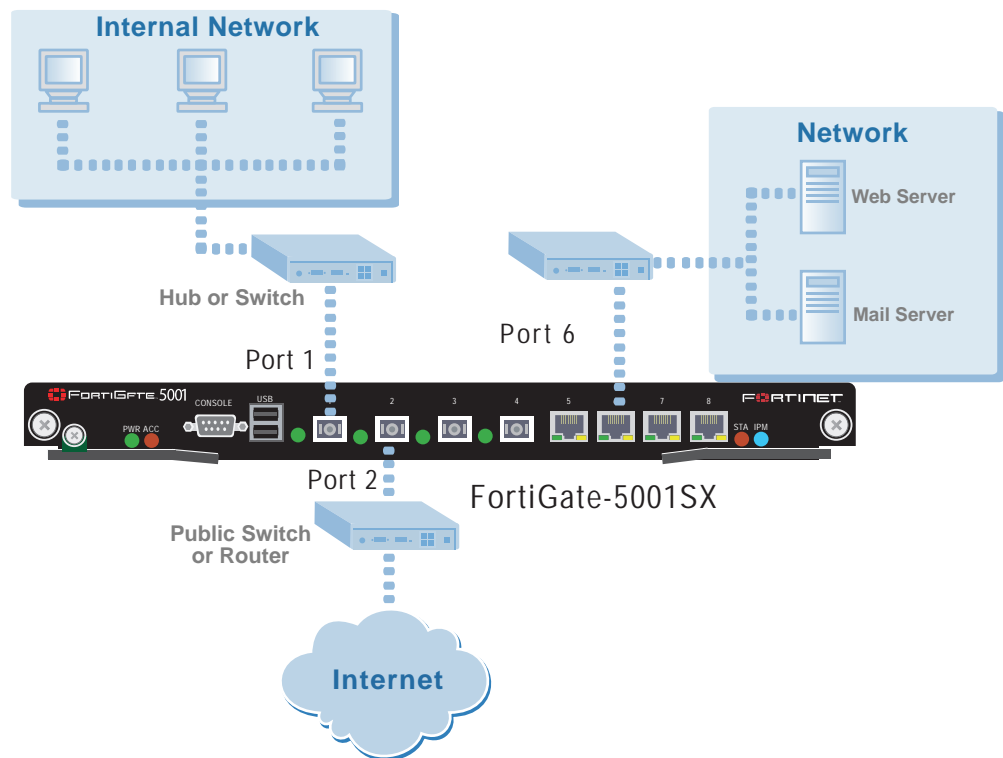 Internal Network
Network
Web Server
Mail Server
Hub or Switch
Port 1
Port 6
FORTIGATE 5001
CONSOLE
USB
PWR ACC
2
3
4
5
7
8
FORTINET
STA IPM
Port 2
FortiGate-5001SX
Public Switch
or Router
Internet